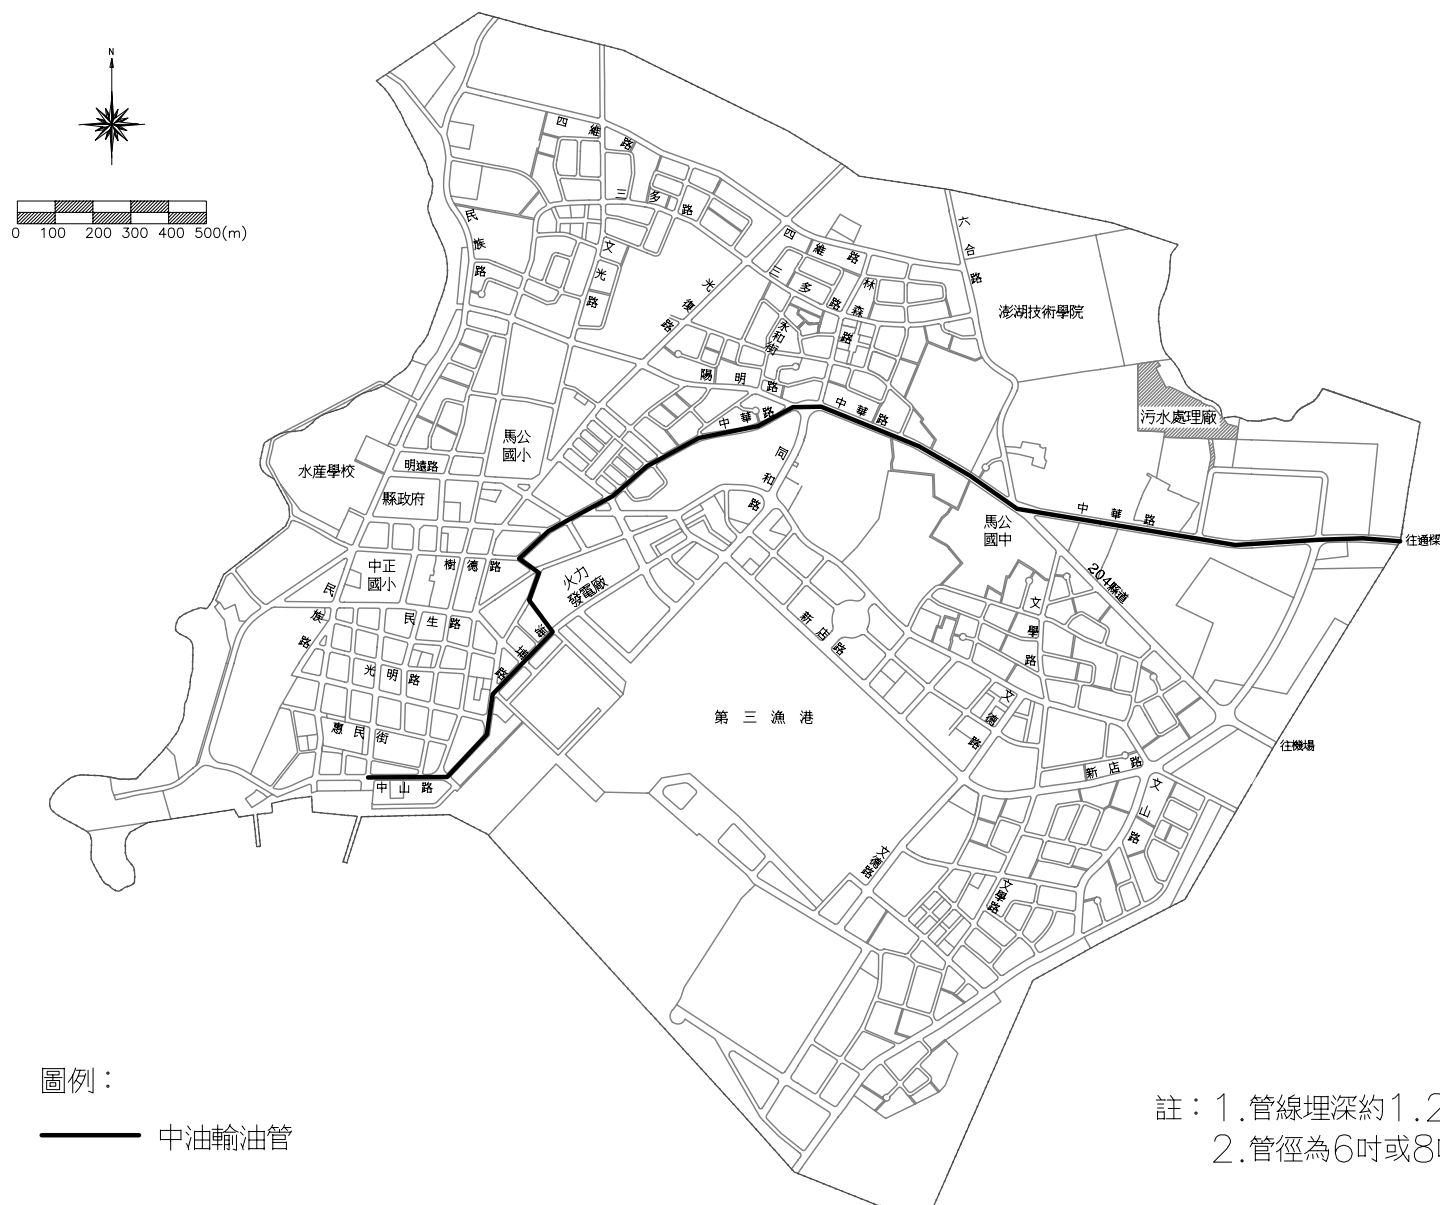 N
0 100 200 300 400 500(m)
四維路
三多路
民族路
文光路
光復路
四維路
三多路
林森路
永和街
六合路
澎湖技術學院
陽明路
中華路
中華路
污水處理廠
馬公
國小
水產學校
明遠路
縣政府
同和路
馬公
國中
中華路
往通樑
中正
國小
樹德路
火力
發電廠
204縣道
民族路
民生路
海埔路
新店路
文學路
光明路
文德路
第三漁港
惠民街
往機場
中山路
新店路
文山路
文德路
文學路
圖例：
中油輸油管
註：1.管線埋深約1.2
2.管徑為6吋或8